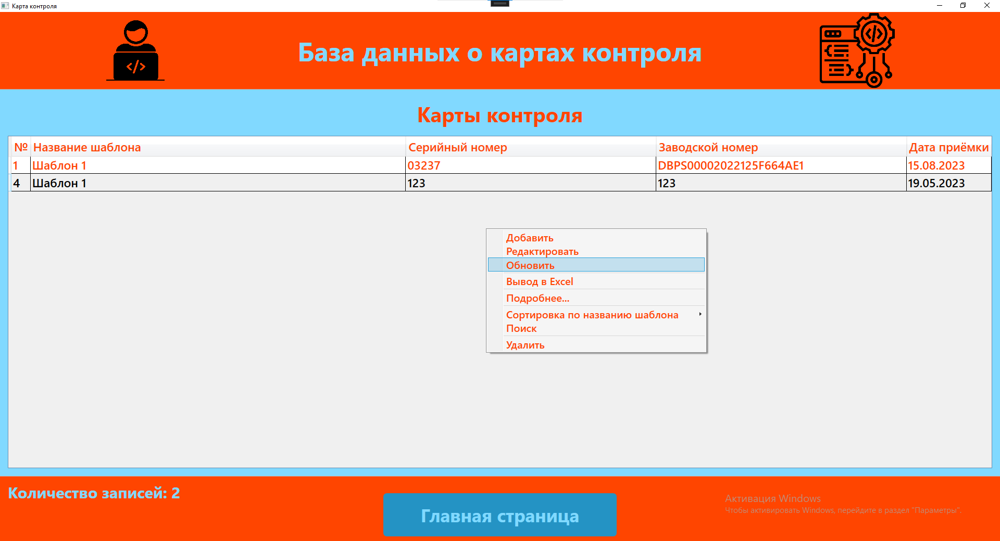 Карта контроля
</>
База данных о картах контроля
</>
Карты контроля
№ Название шаблона Серийный номер Заводской номер Дата приёмки
1 Шаблон 1 03237 DBPS00002022125F664AE1 15.08.2023
4 Шаблон 1 123 123 19.05.2023
Добавить
Редактировать
Обновить
Вывод в Excel
Подробнее...
Сортировка по названию шаблона
Поиск
Удалить
Количество записей: 2
Главная страница
Активация Windows
Чтобы активировать Windows, перейдите в раздел "Параметры".